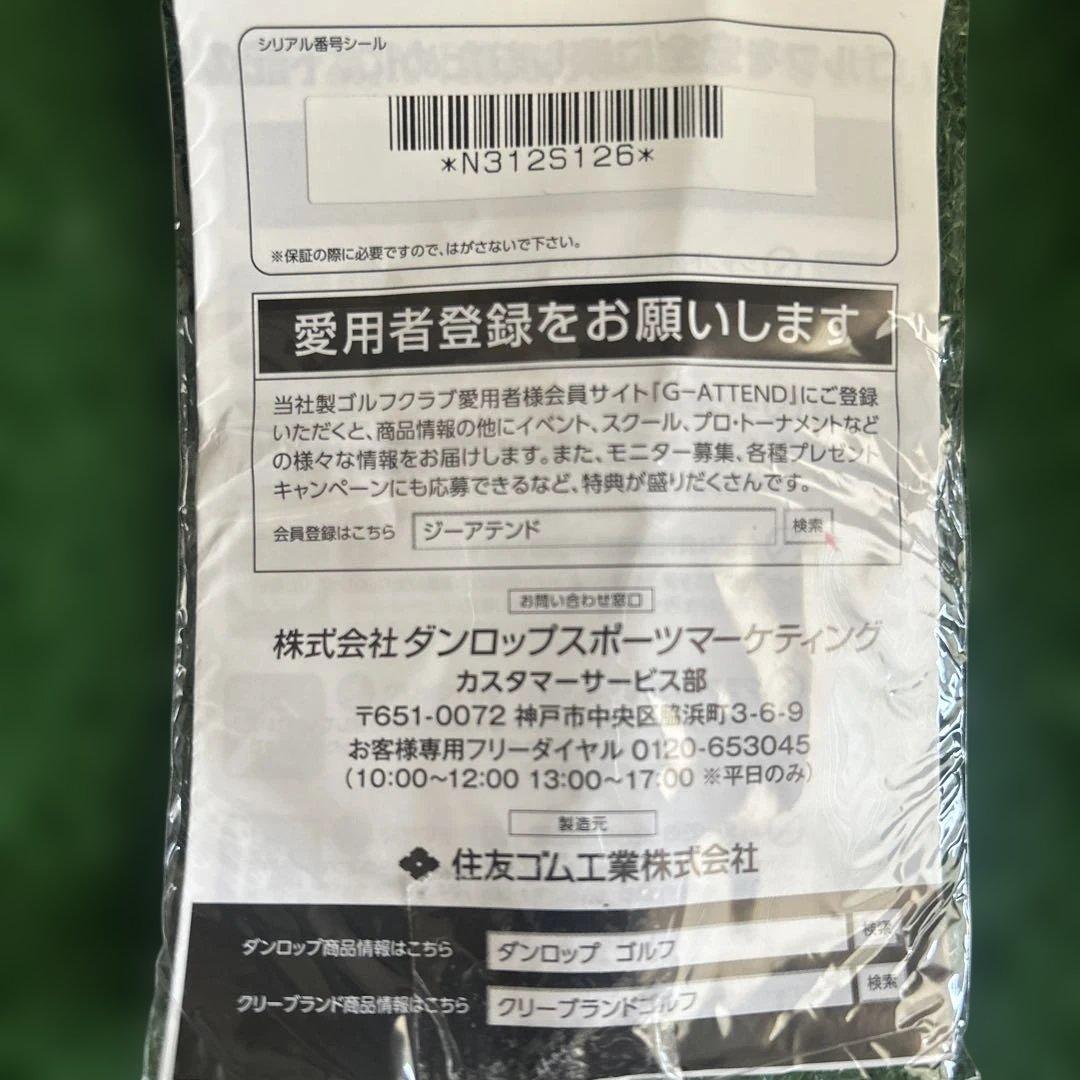 シリアル番号シール
*N312S126*
※保証の際に必要ですので、はがさないで下さい。
愛用者登録をお願いします
当社製ゴルフクラブ愛用者様会員サイト「G-ATTEND」にご登録
いただくと、商品情報の他にイベント、スクール、プロ・トーナメントなど
の様々な情報をお届けします。また、モニター募集、各種プレゼント
キャンペーンにも応募できるなど、特典が盛りだくさんです。
会員登録はこちら ジーアテンド 検索
お問い合わせ窓口
株式会社 ダンロップスポーツマーケティング
カスタマーサービス部
〒651-0072 神戸市中央区脇浜町3-6-9
お客様専用フリーダイヤル 0120-653045
(10:00〜12:00 13:00〜17:00 ※平日のみ)
製造元
住友ゴム工業株式会社
ダンロップ商品情報はこちら ダンロップ ゴルフ 検索
クリーブランド商品情報はこちら クリーブランドゴルフ 検索